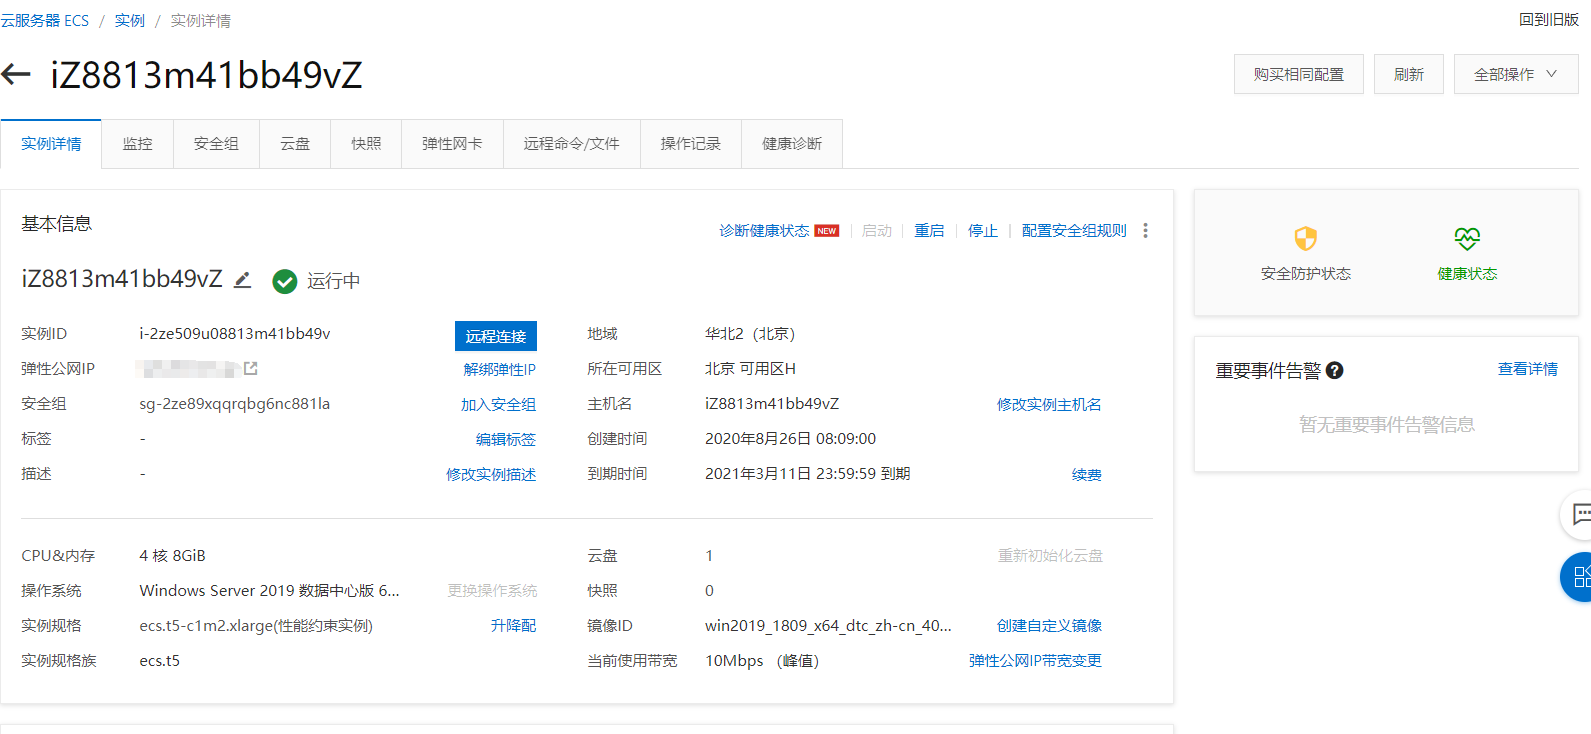 云服务器 ECS / 实例 / 实例详情
回到旧版
iZ8813m41bb49vZ
购买相同配置 刷新 全部操作
实例详情 监控 安全组 云盘 快照 弹性网卡 远程命令/文件 操作记录 健康诊断
基本信息
诊断健康状态 NEW 启动 重启 停止 配置安全组规则
iZ8813m41bb49vZ 运行中
实例ID i-2ze509u08813m41bb49v 远程连接 地域 华北2（北京）
弹性公网IP 解绑弹性IP 所在可用区 北京 可用区H
安全组 sg-2ze89xqqrqbg6nc881la 加入安全组 主机名 iZ8813m41bb49vZ 修改实例主机名
标签 - 编辑标签 创建时间 2020年8月26日 08:09:00
描述 - 修改实例描述 到期时间 2021年3月11日 23:59:59 到期 续费
CPU&内存 4 核 8GiB 云盘 1 重新初始化云盘
操作系统 Windows Server 2019 数据中心版 6... 更换操作系统 快照 0
实例规格 ecs.t5-c1m2.xlarge(性能约束实例) 升降配 镜像ID win2019_1809_x64_dtc_zh-cn_40... 创建自定义镜像
实例规格族 ecs.t5 当前使用带宽 10Mbps （峰值） 弹性公网IP带宽变更
安全防护状态 健康状态
重要事件告警 ? 查看详情
暂无重要事件告警信息